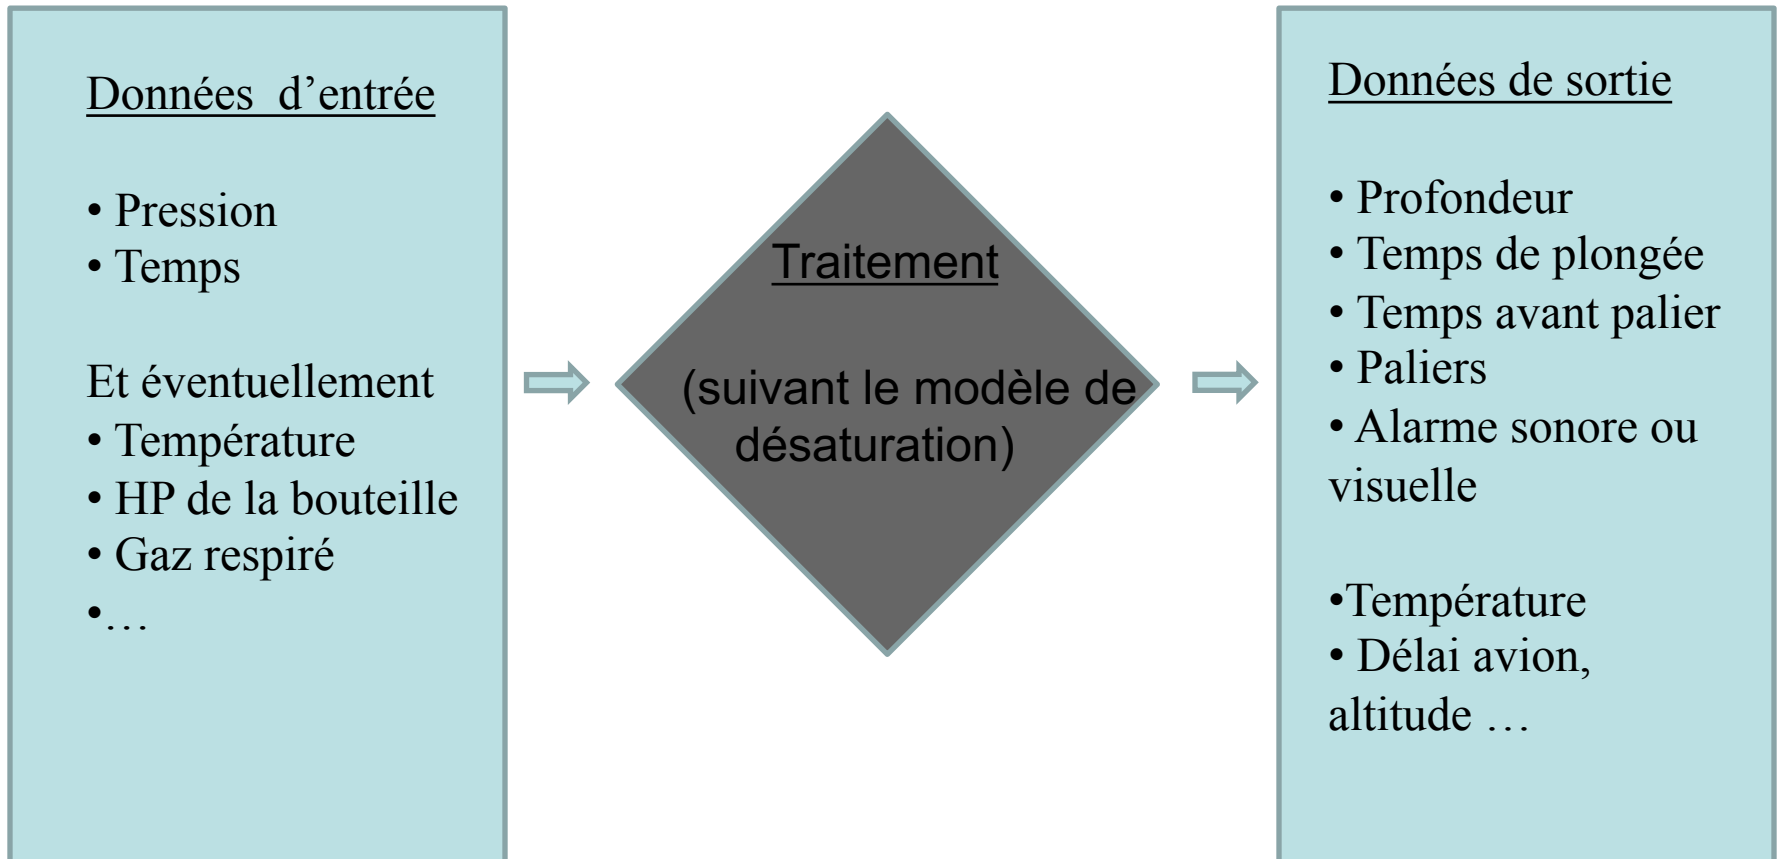 Données d’entrée
• Pression
• Temps
Et éventuellement
• Température
• HP de la bouteille
• Gaz respiré
•…
Traitement
(suivant le modèle de
désaturation)
Données de sortie
• Profondeur
• Temps de plongée
• Temps avant palier
• Paliers
• Alarme sonore ou
visuelle
•Température
• Délai avion,
altitude …